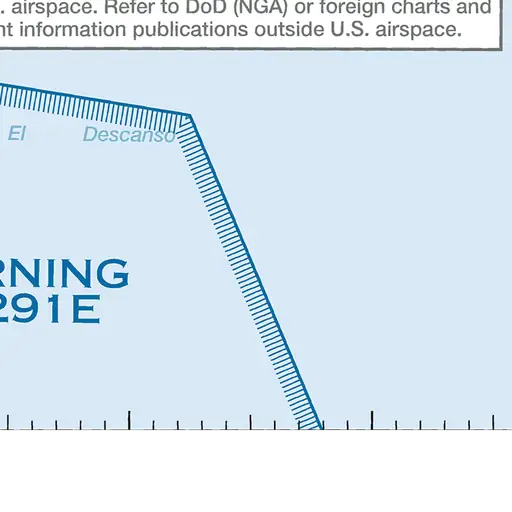 . airspace. Refer to DoD (NGA) or foreign charts and
nt information publications outside U.S. airspace.
El Descanso
RNING
291E